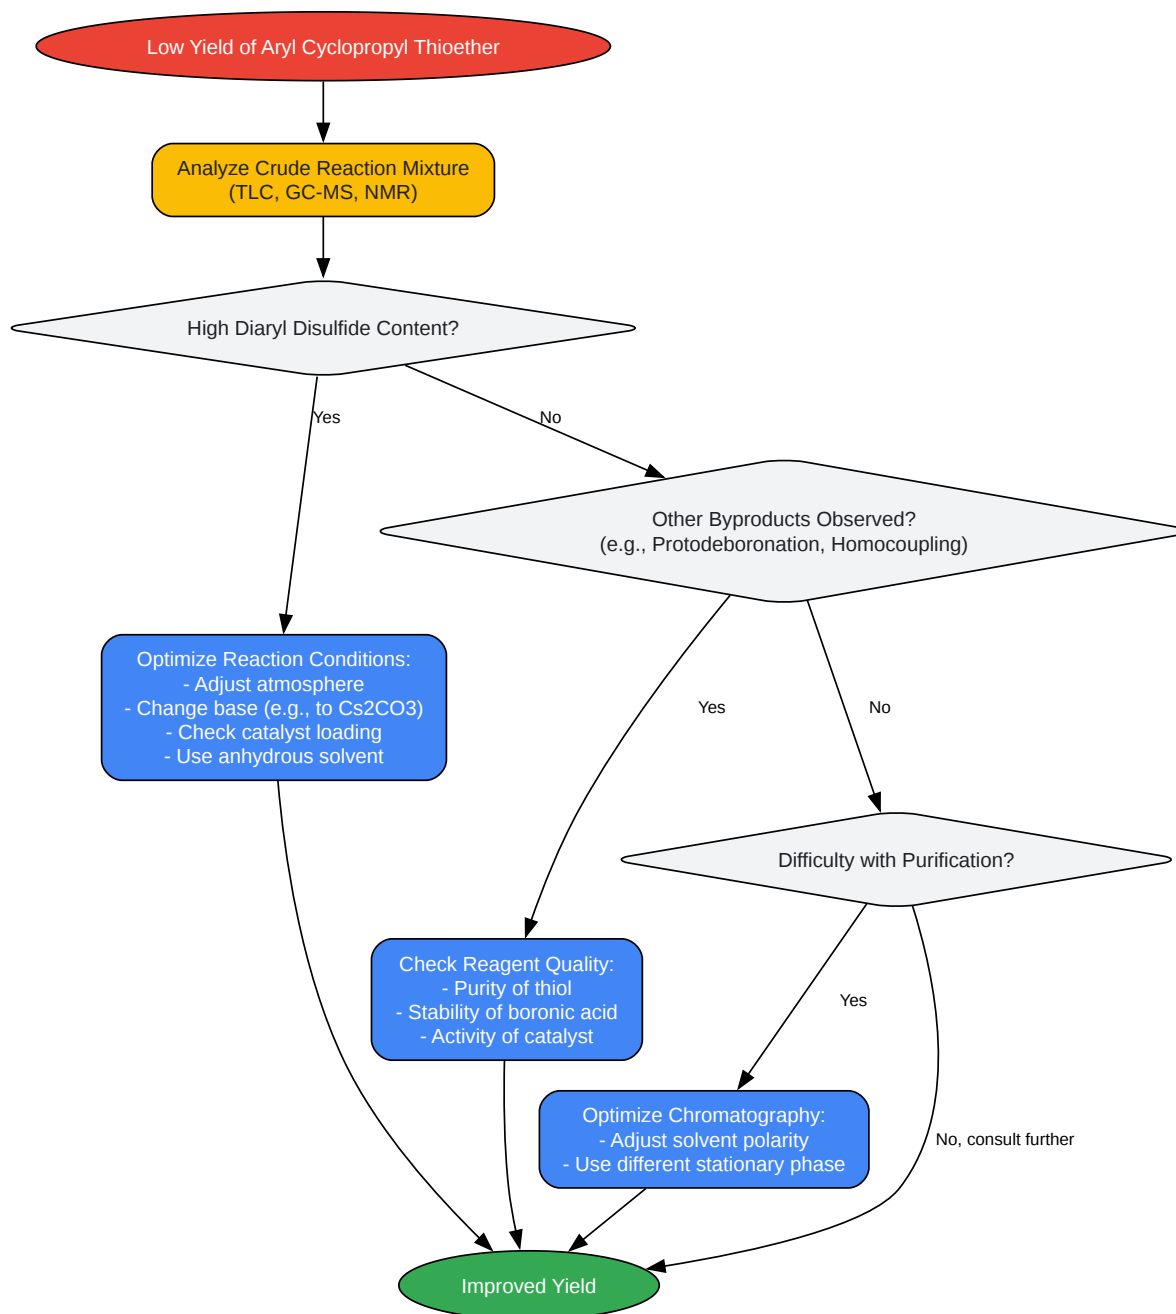 Low Yield of Aryl Cyclopropyl Thioether
Analyze Crude Reaction Mixture
(TLC, GC-MS, NMR)
High Diaryl Disulfide Content?
Yes
No
Other Byproducts Observed?
(e.g., Protodeboronation, Homocoupling)
Optimize Reaction Conditions:
- Adjust atmosphere
- Change base (e.g., to Cs2CO3)
- Check catalyst loading
- Use anhydrous solvent
Yes
No
Difficulty with Purification?
Check Reagent Quality:
- Purity of thiol
- Stability of boronic acid
- Activity of catalyst
Yes
Optimize Chromatography:
- Adjust solvent polarity
- Use different stationary phase
No, consult further
Improved Yield